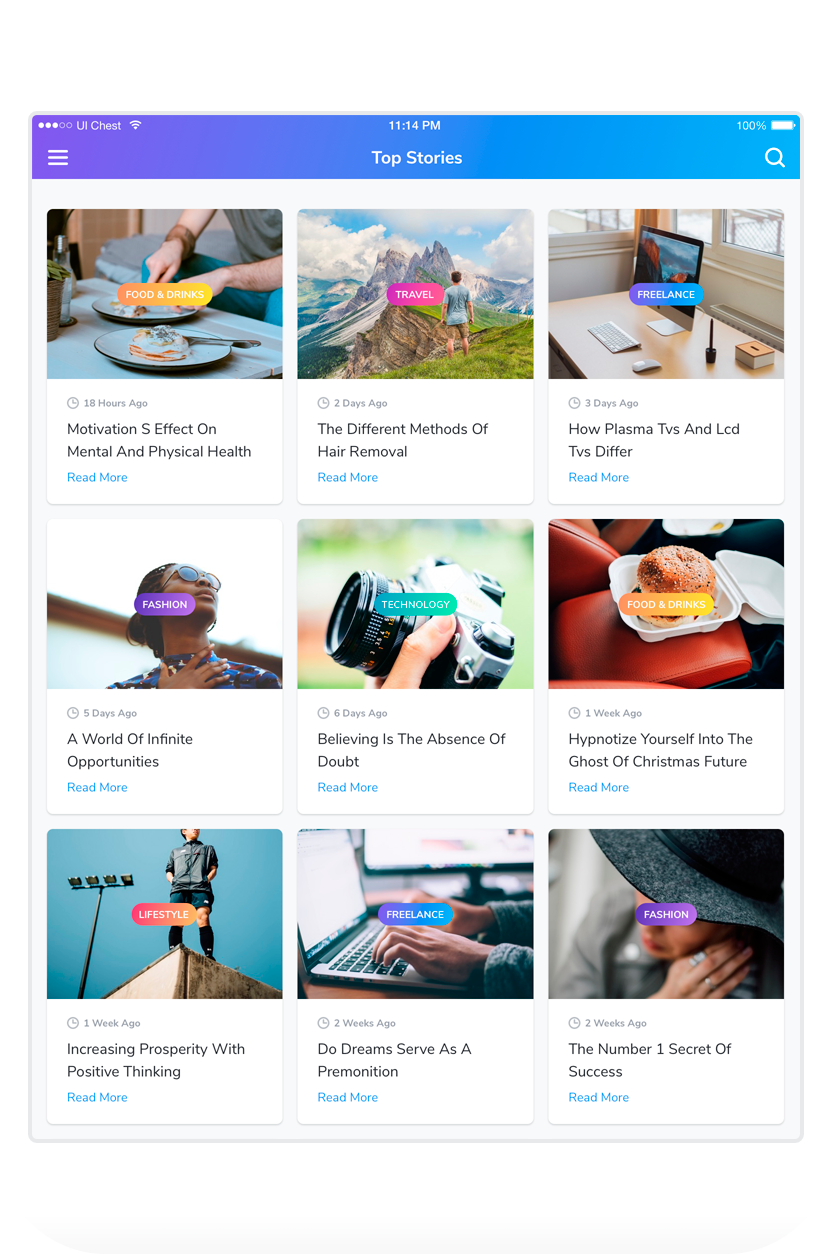 UI Chest 11:14 PM 100%
Top Stories
FOOD & DRINKS
18 Hours Ago
Motivation S Effect On
Mental And Physical Health
Read More
TRAVEL
2 Days Ago
The Different Methods Of
Hair Removal
Read More
FREELANCE
3 Days Ago
How Plasma Tvs And Lcd
Tvs Differ
Read More
FASHION
5 Days Ago
A World Of Infinite
Opportunities
Read More
TECHNOLOGY
6 Days Ago
Believing Is The Absence Of
Doubt
Read More
FOOD & DRINKS
1 Week Ago
Hypnotize Yourself Into The
Ghost Of Christmas Future
Read More
LIFESTYLE
1 Week Ago
Increasing Prosperity With
Positive Thinking
Read More
FREELANCE
2 Weeks Ago
Do Dreams Serve As A
Premonition
Read More
FASHION
2 Weeks Ago
The Number 1 Secret Of
Success
Read More